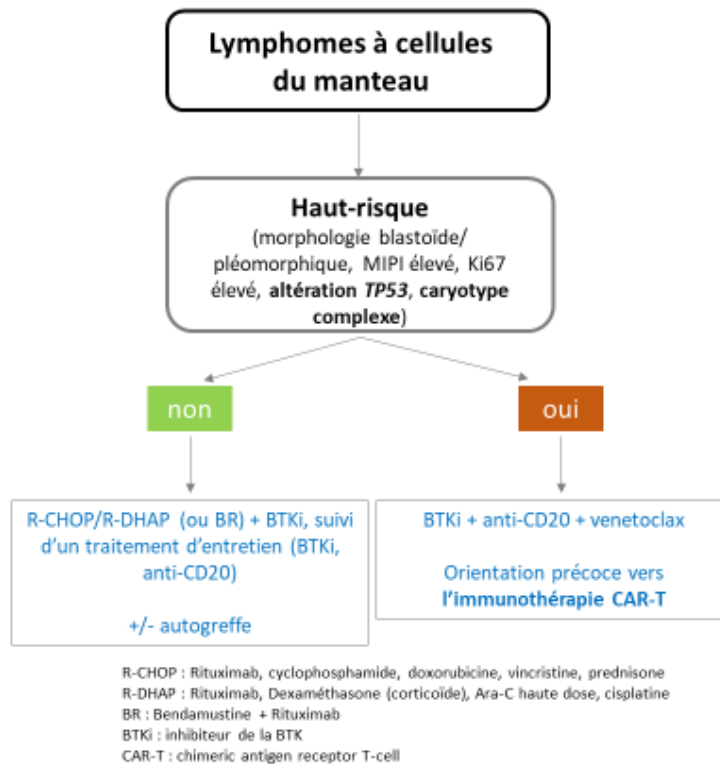 Lymphomes à cellules
du manteau
Haut-risque
(morphologie blastoïde/
pléomorphique, MIPI élevé, Ki67
élevé, altération TP53, caryotype
complexe)
non
oui
R-CHOP/R-DHAP (ou BR) + BTKi, suivi
d'un traitement d'entretien (BTKi,
anti-CD20)
+/- autogreffe
BTKi + anti-CD20 + venetoclax
Orientation précoce vers
l'immunothérapie CAR-T
R-CHOP : Rituximab, cyclophosphamide, doxorubicine, vincristine, prednisone
R-DHAP : Rituximab, Dexaméthasone (corticoïde), Ara-C haute dose, cisplatine
BR : Bendamustine + Rituximab
BTKi : inhibiteur de la BTK
CAR-T : chimeric antigen receptor T-cell